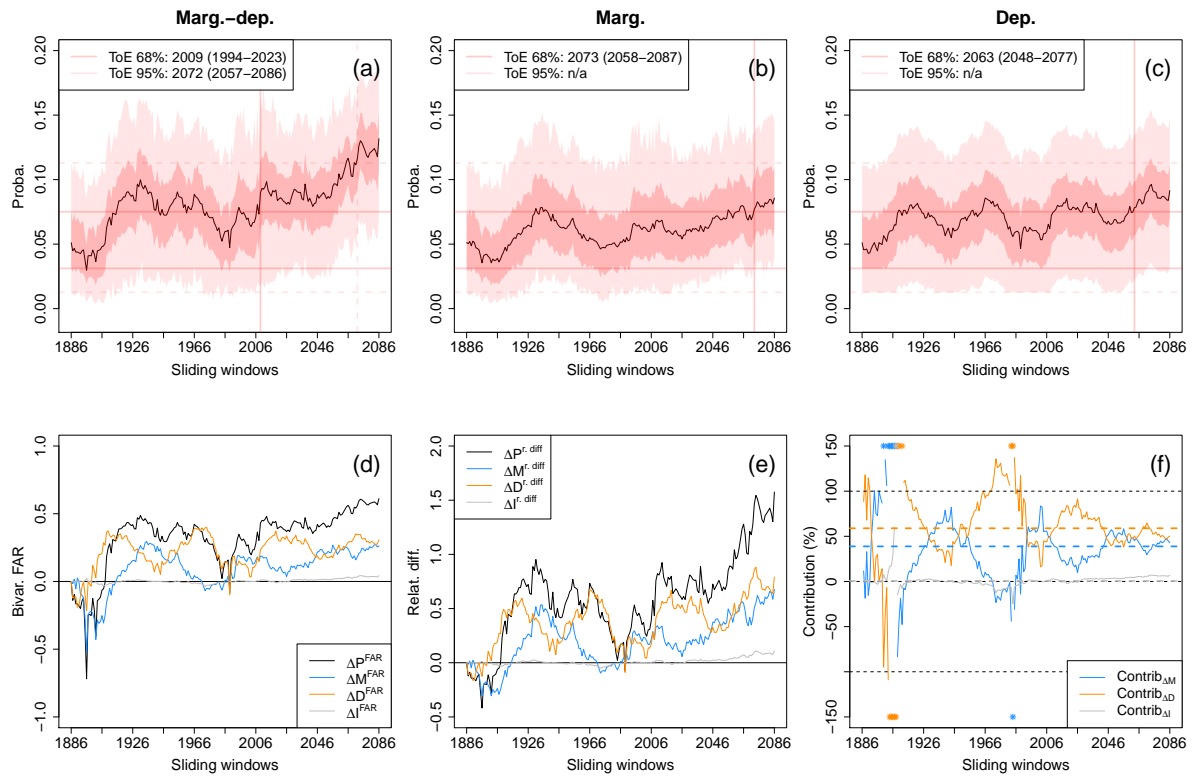 Marg.−dep.
ToE 68%: 2009 (1994−2023)
ToE 95%: 2072 (2057−2086)
(a)
Proba.
0.20
0.15
0.10
0.05
0.00
1886 1926 1966 2006 2046 2086
Sliding windows
Marg.
ToE 68%: 2073 (2058−2087)
ToE 95%: n/a
(b)
Proba.
0.20
0.15
0.10
0.05
0.00
1886 1926 1966 2006 2046 2086
Sliding windows
Dep.
ToE 68%: 2063 (2048−2077)
ToE 95%: n/a
(c)
Proba.
0.20
0.15
0.10
0.05
0.00
1886 1926 1966 2006 2046 2086
Sliding windows
(d)
Bivar. FAR
1.0
0.5
0.0
−0.5
−1.0
ΔP^FAR
ΔM^FAR
ΔD^FAR
ΔI^FAR
1886 1926 1966 2006 2046 2086
Sliding windows
(e)
Relat. diff.
2.0
1.5
1.0
0.5
0.0
−0.5
ΔP^r. diff
ΔM^r. diff
ΔD^r. diff
ΔI^r. diff
1886 1926 1966 2006 2046 2086
Sliding windows
(f)
Contribution (%)
150
100
50
0
50
−150
Contrib_ΔM
Contrib_ΔD
Contrib_ΔI
1886 1926 1966 2006 2046 2086
Sliding windows